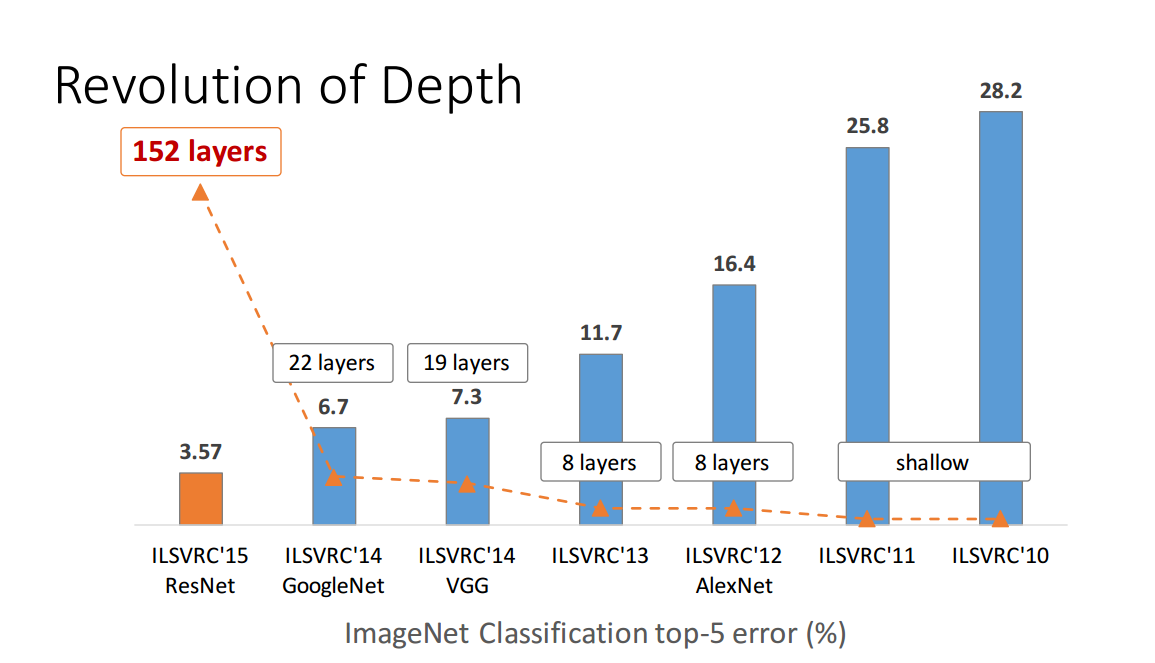 Revolution of Depth
152 layers
28.2
25.8
16.4
11.7
22 layers
19 layers
6.7
7.3
3.57
8 layers
8 layers
shallow
ILSVRC'15
ResNet
ILSVRC'14
GoogleNet
ILSVRC'14
VGG
ILSVRC'13
ILSVRC'12
AlexNet
ILSVRC'11
ILSVRC'10
ImageNet Classification top-5 error (%)